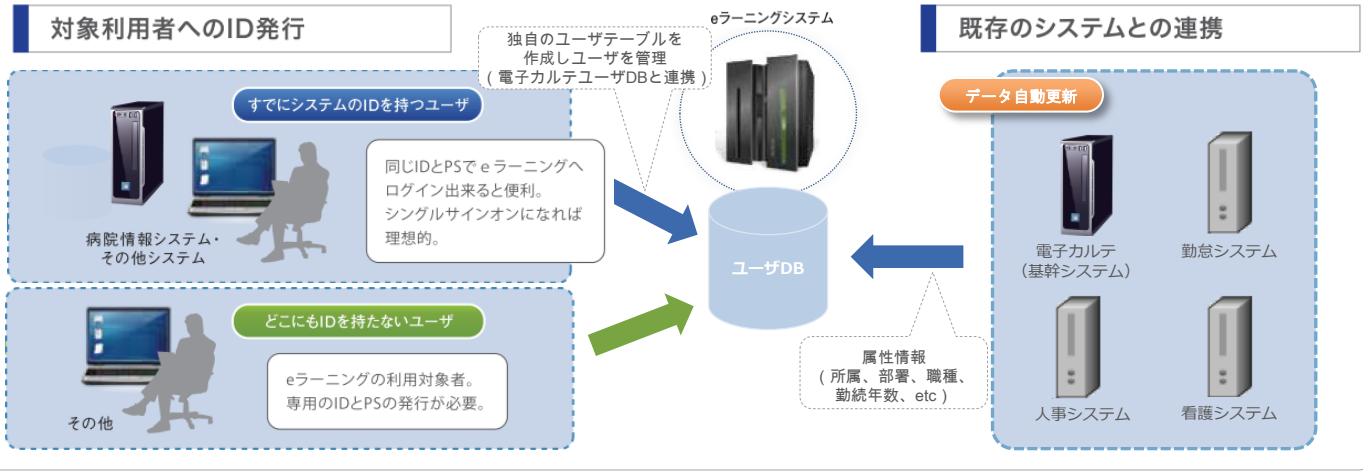 対象利用者へのID発行
すでにシステムのIDを持つユーザ
同じIDとPSでｅラーニングへ
ログイン出来ると便利。
シングルサインオンになれば
理想的。
病院情報システム・
その他システム
どこにもIDを持たないユーザ
eラーニングの利用対象者。
専用のIDとPSの発行が必要。
その他
独自のユーザテーブルを
作成しユーザを管理
（電子カルテユーザDBと連携）
eラーニングシステム
ユーザDB
属性情報
（所属、部署、職種、
勤続年数、etc）
既存のシステムとの連携
データ自動更新
電子カルテ
（基幹システム）
勤怠システム
人事システム
看護システム